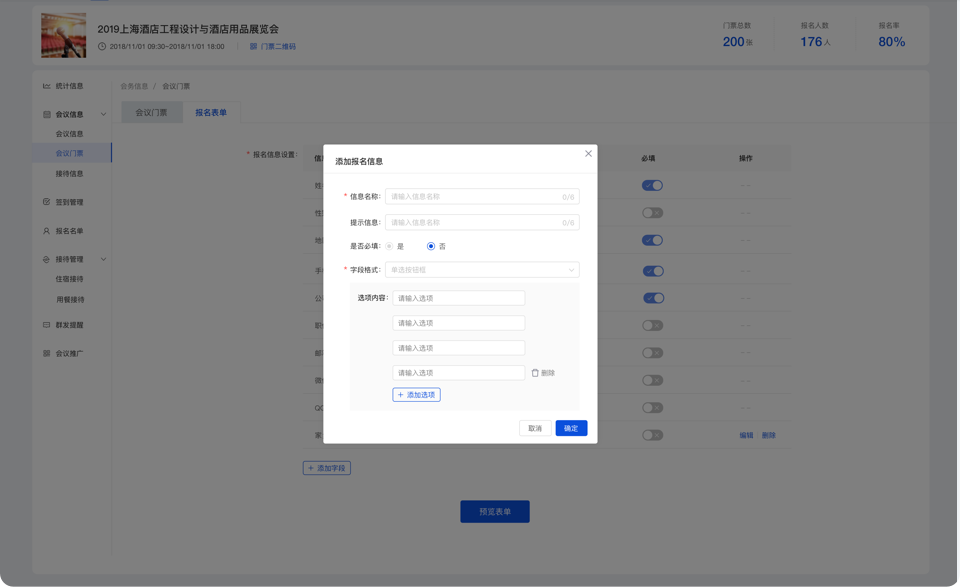 2019上海酒店工程设计与酒店用品展览会
2018/11/01 09:30~2018/11/01 18:00
门票二维码
门票总数
200张
报名人数
176人
报名率
80%
统计信息
会议信息
会议信息
会议门票
接待信息
签到管理
报名名单
接待管理
住宿接待
用餐接待
群发提醒
会议推广
会务信息 / 会议门票
会议门票
报名表单
* 报名信息设置:
必填
操作
--
--
--
--
--
--
--
--
--
编辑 删除
+ 添加字段
预览表单
添加报名信息
* 信息名称: 请输入信息名称 0/6
提示信息: 请输入信息名称 0/6
是否必填: 是 否
* 字段格式: 单选按钮框
选项内容: 请输入选项
请输入选项
请输入选项
请输入选项 删除
+ 添加选项
取消 确定